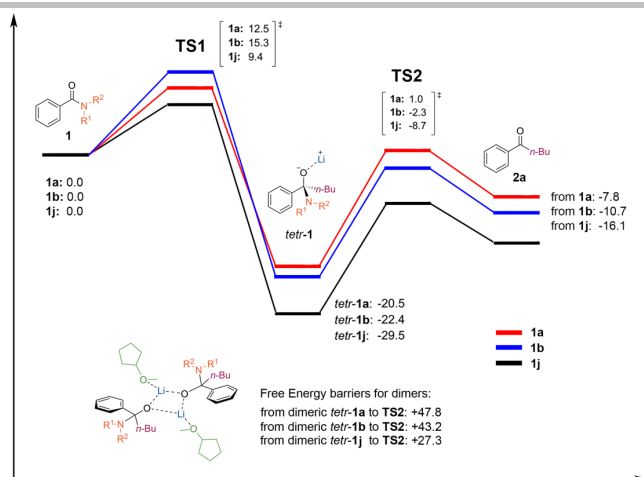 TS1
1a: 12.5
1b: 15.3
1j: 9.4
‡
TS2
1a: 1.0
1b: -2.3
1j: -8.7
‡
O
N
R2
R1
1
1a: 0.0
1b: 0.0
1j: 0.0
+
Li
-
O
n-Bu
N
R1
R2
tetr-1
O
n-Bu
2a
from 1a: -7.8
from 1b: -10.7
from 1j: -16.1
tetr-1a: -20.5
tetr-1b: -22.4
tetr-1j: -29.5
1a
1b
1j
R2
R1
N
n-Bu
O
Li
O
O
Li
R1
N
R2
n-Bu
O
Free Energy barriers for dimers:
from dimeric tetr-1a to TS2: +47.8
from dimeric tetr-1b to TS2: +43.2
from dimeric tetr-1j to TS2: +27.3